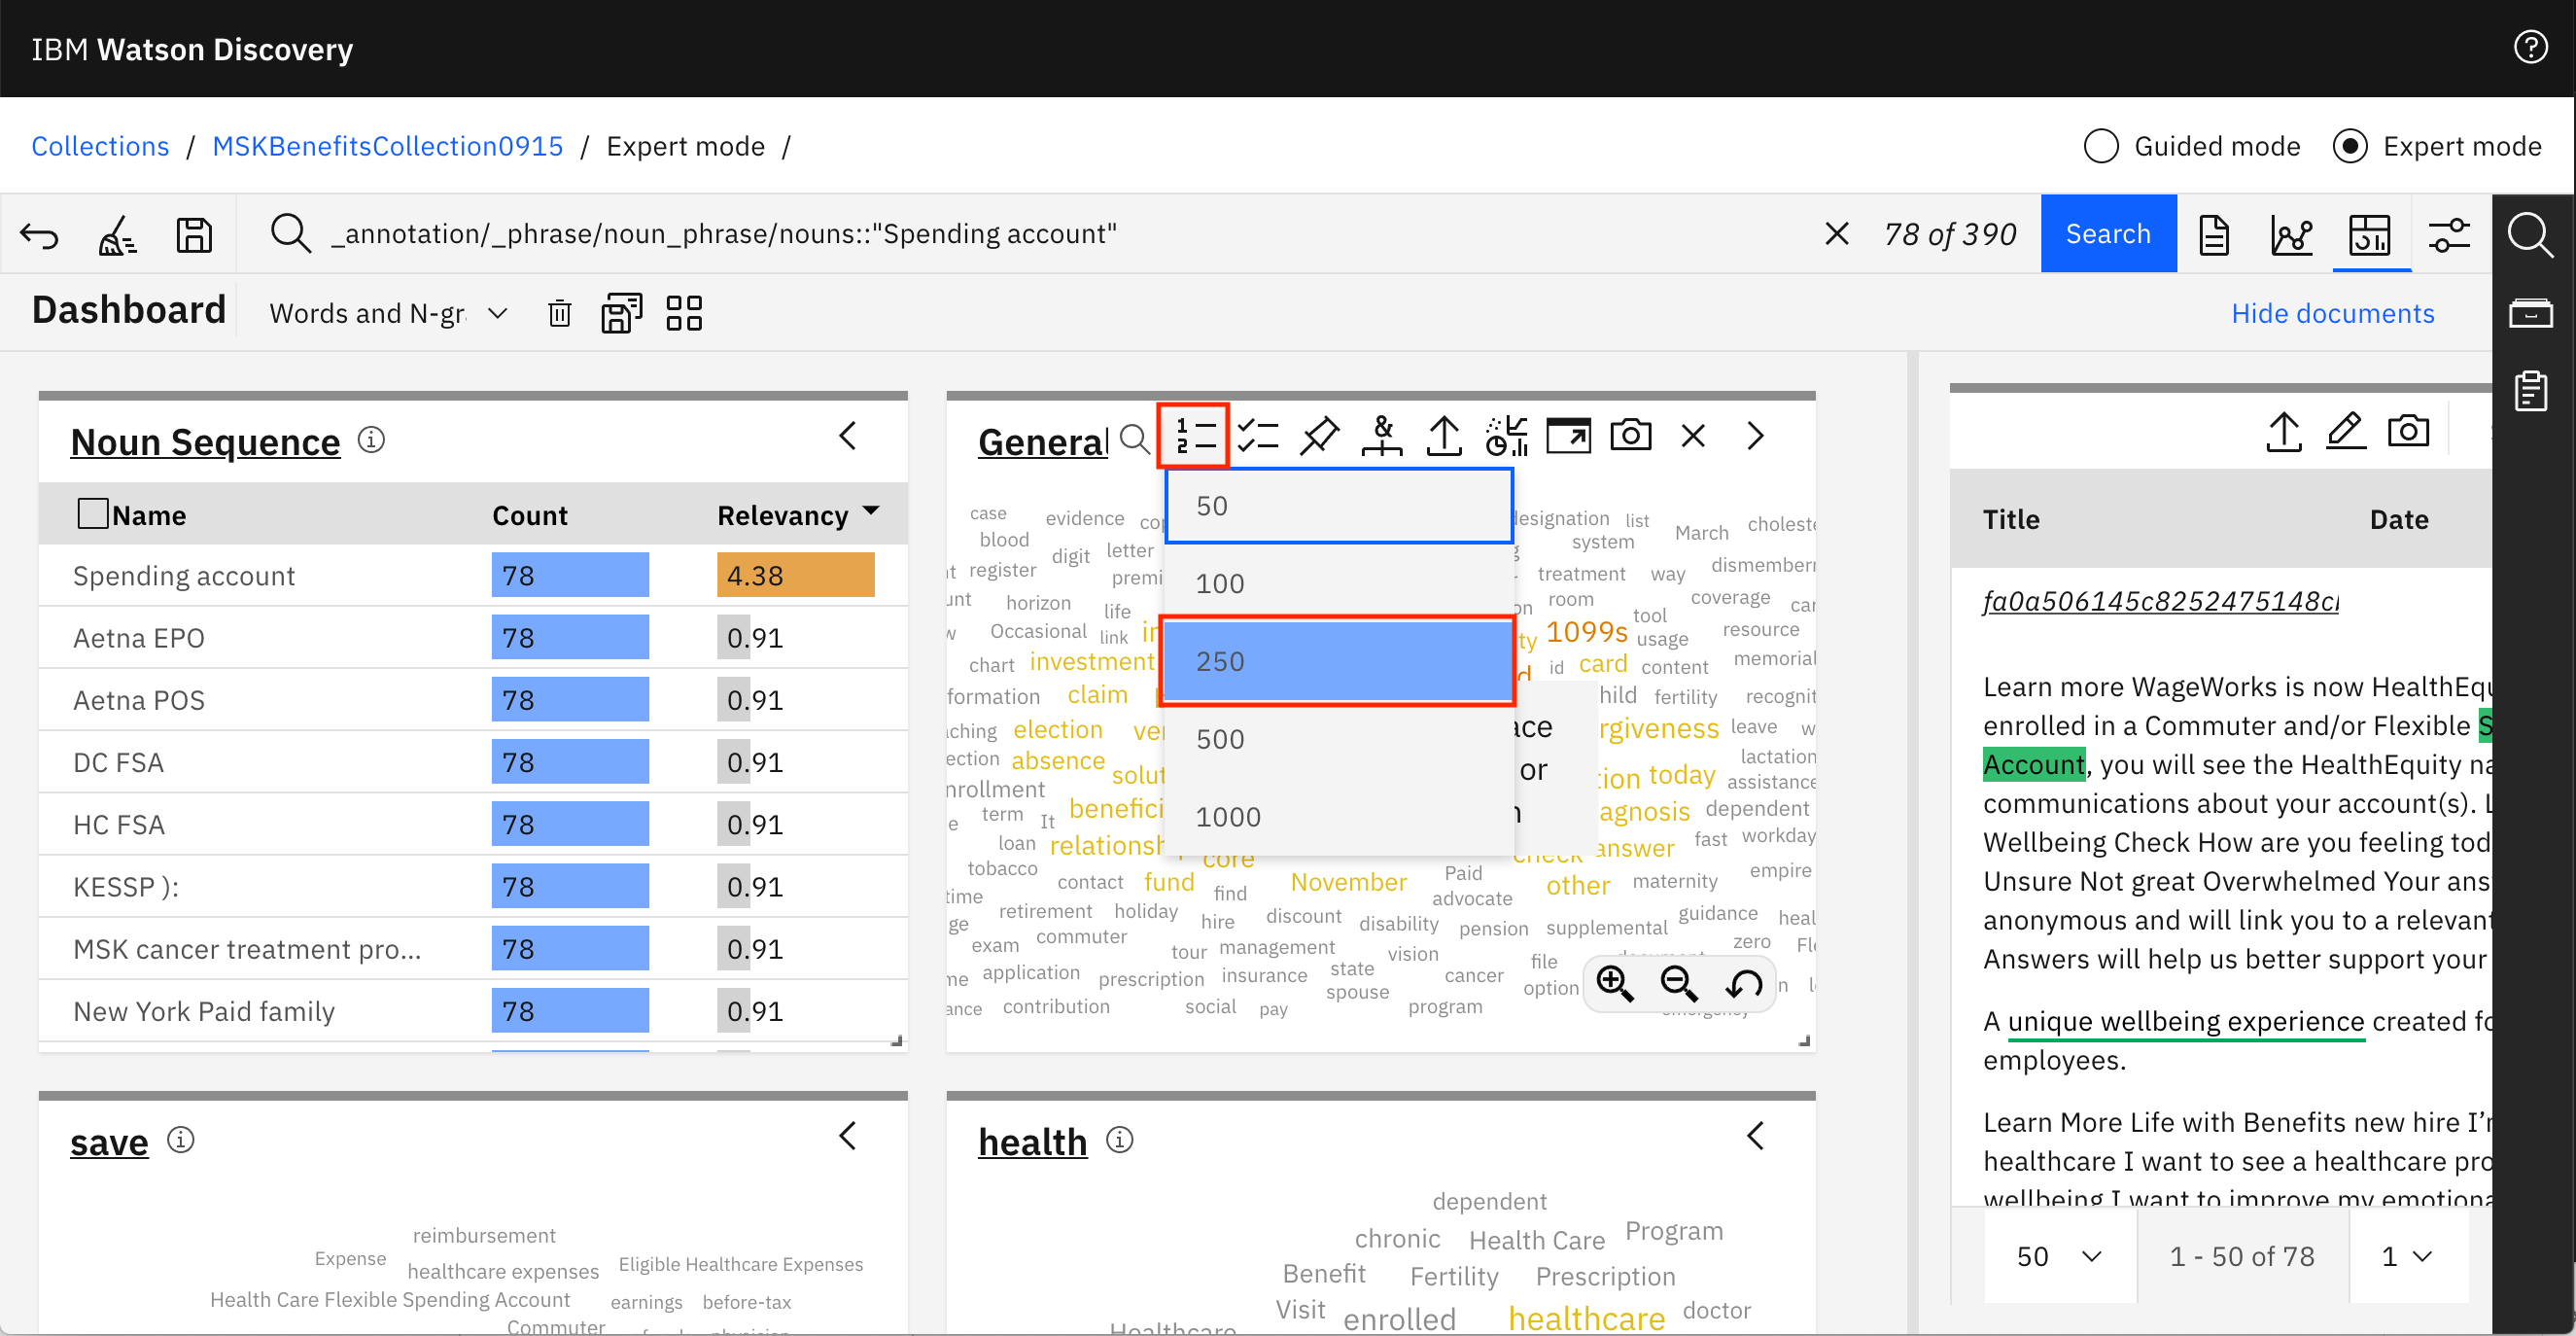 IBM Watson Discovery
Collections / MSKBenefitsCollection0915 / Expert mode /
Guided mode
Expert mode
_annotation/_phrase/noun_phrase/nouns::"Spending account"
78 of 390
Search
Dashboard
Words and N-gr
Hide documents
Noun Sequence
Name Count Relevancy
Spending account 78 4.38
Aetna EPO 78 0.91
Aetna POS 78 0.91
DC FSA 78 0.91
HC FSA 78 0.91
KESSP ): 78 0.91
MSK cancer treatment pro... 78 0.91
New York Paid family 78 0.91
General
1
2
&
50
100
250
500
1000
case evidence
blood digit letter
register
horizon life
Occasional link
chart investment
formation claim
election
absence
term It
loan
tobacco core
contact fund find November
Paid advocate
time retirement holiday hire discount disability pension supplemental guidance
exam commuter tour management vision zero
application prescription insurance state cancer file
contribution social pay spouse program option
designation list March
system
treatment way
room coverage
1099s tool usage resource
id card content
fertility
leave
today lactation
assistance
dependent
answer fast workday
other maternity empire
save
reimbursement
Expense healthcare expenses Eligible Healthcare Expenses
Health Care Flexible Spending Account earnings before-tax
Commuter
health
dependent
chronic Health Care Program
Benefit Fertility Prescription
Visit enrolled healthcare doctor
Healthcare
Title Date
fa0a506145c8252475148c
Learn more WageWorks is now HealthEqu
enrolled in a Commuter and/or Flexible S
Account, you will see the HealthEquity na
communications about your account(s). L
Wellbeing Check How are you feeling tod
Unsure Not great Overwhelmed Your ans
anonymous and will link you to a relevant
Answers will help us better support your
A unique wellbeing experience created fo
employees.
Learn More Life with Benefits new hire I'r
healthcare I want to see a healthcare pro
wellbeing I want to improve my emotiona
50
1 - 50 of 78
1